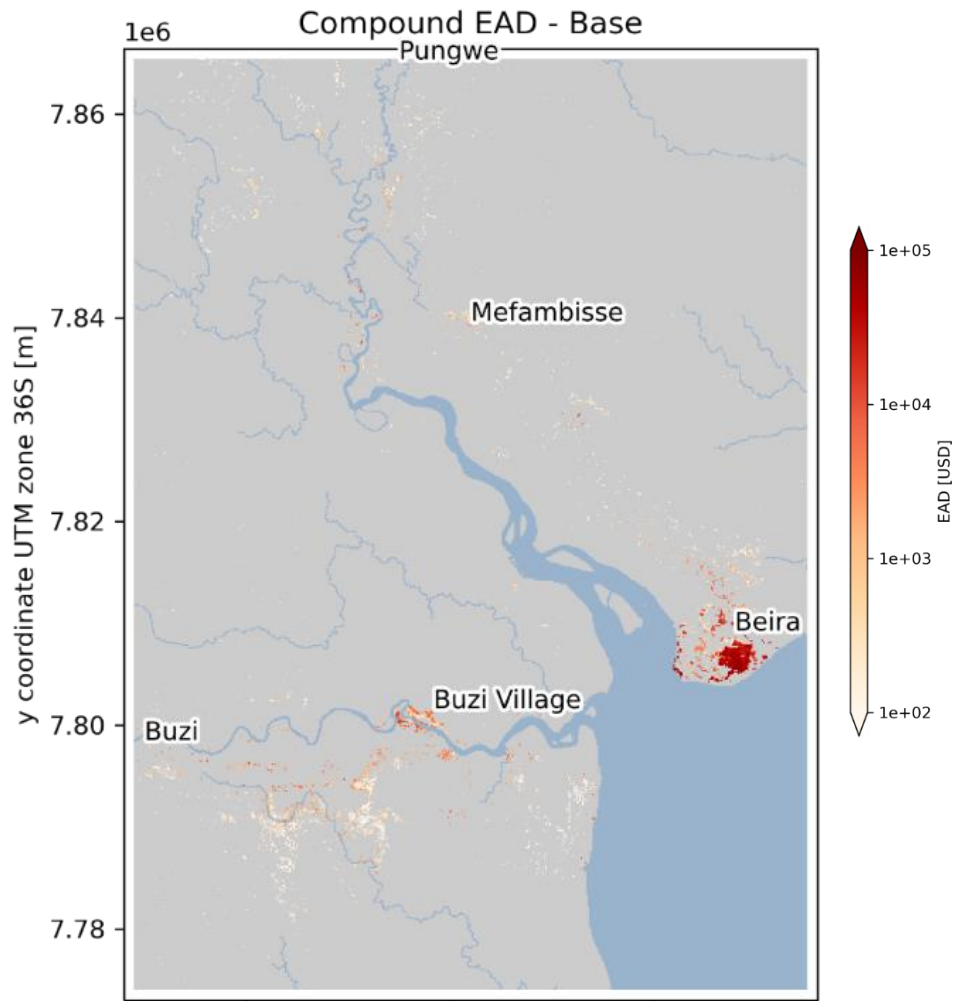 Compound EAD - Base
1e6
Pungwe
7.86
7.84
7.82
7.80
7.78
y coordinate UTM zone 36S [m]
Mefambisse
Beira
Buzi Village
Buzi
1e+05
1e+04
1e+03
1e+02
EAD [USD]